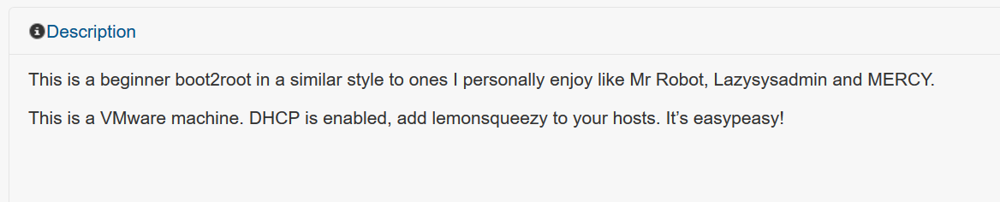 Description
This is a beginner boot2root in a similar style to ones I personally enjoy like Mr Robot, Lazysysadmin and MERCY.
This is a VMware machine. DHCP is enabled, add lemonsqueezy to your hosts. It’s easypeasy!